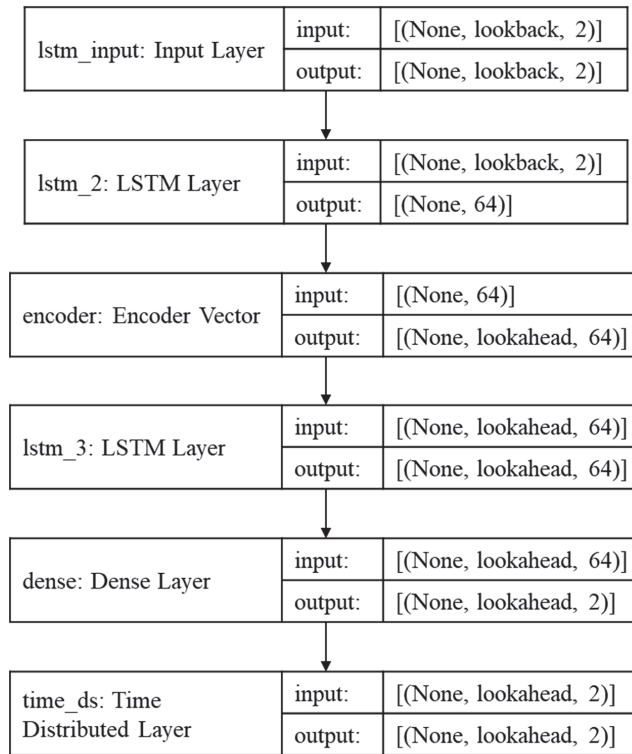 lstm_input: Input Layer
input: [(None, lookback, 2)]
output: [(None, lookback, 2)]
lstm_2: LSTM Layer
input: [(None, lookback, 2)]
output: [(None, 64)]
encoder: Encoder Vector
input: [(None, 64)]
output: [(None, lookahead, 64)]
lstm_3: LSTM Layer
input: [(None, lookahead, 64)]
output: [(None, lookahead, 64)]
dense: Dense Layer
input: [(None, lookahead, 64)]
output: [(None, lookahead, 2)]
time_ds: Time
Distributed Layer
input: [(None, lookahead, 2)]
output: [(None, lookahead, 2)]